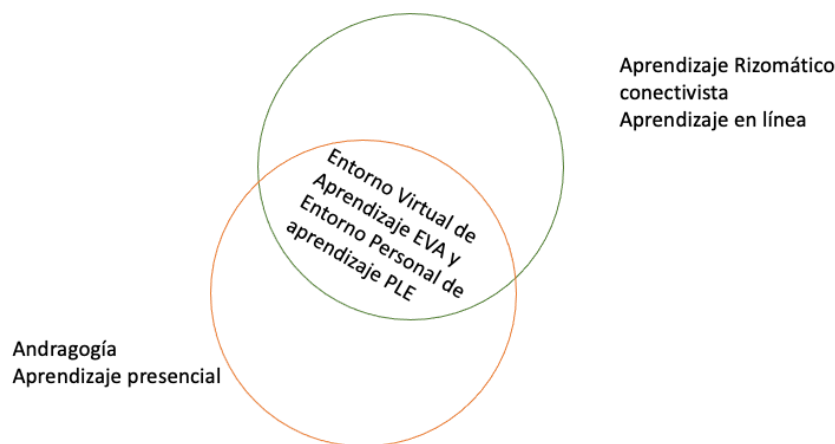 Aprendizaje Rizomático
conectivista
Aprendizaje en línea
Entorno Virtual de
Aprendizaje EVA y
Entorno Personal de
aprendizaje PLE
Andragogía
Aprendizaje presencial